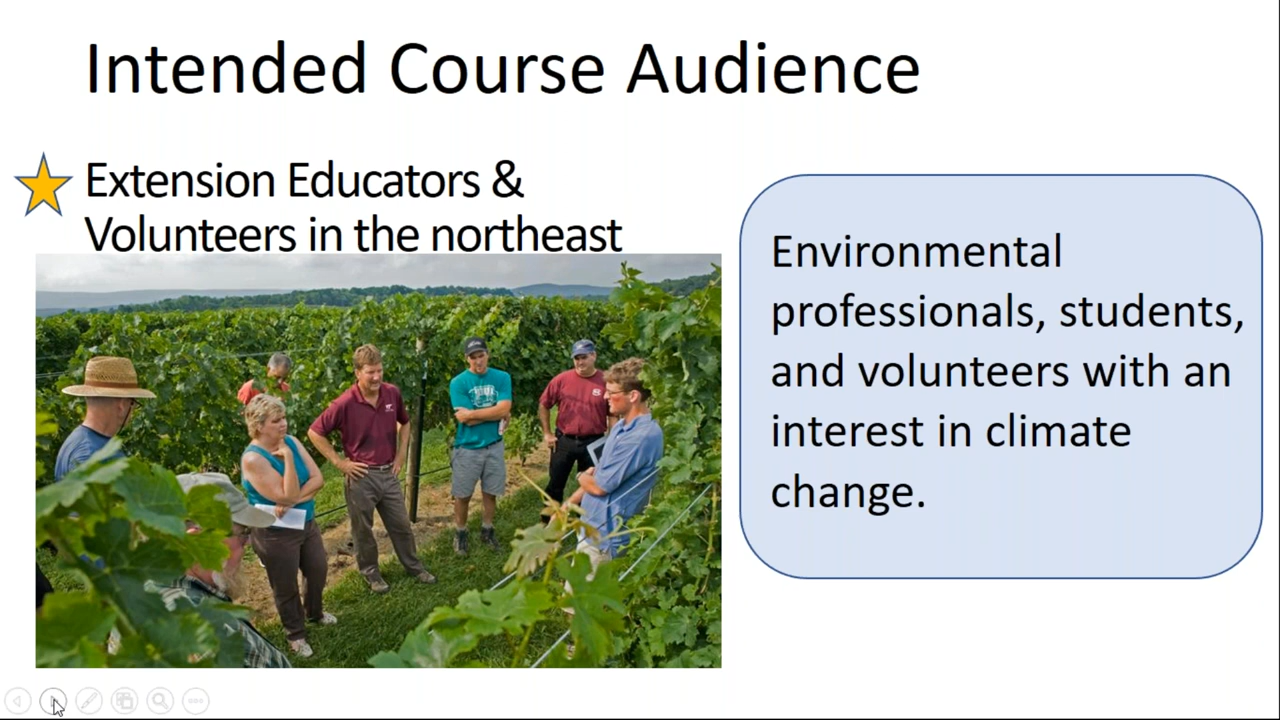 Intended Course Audience
Extension Educators &
Volunteers in the northeast
Environmental
professionals, students,
and volunteers with an
interest in climate
change.